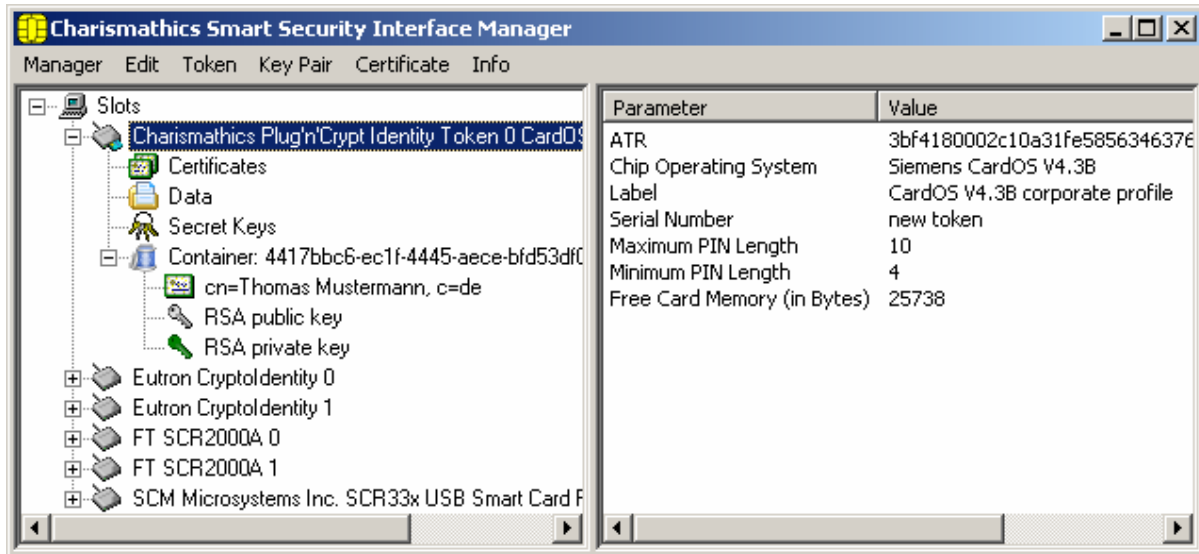 Charismathics Smart Security Interface Manager
Manager Edit Token Key Pair Certificate Info
Slots
Charismathics Plug'n'Crypt Identity Token 0 CardOS
Certificates
Data
Secret Keys
Container: 4417bbc6-ec1f-4445-aece-bfd53df0
cn=Thomas Mustermann, c=de
RSA public key
RSA private key
Eutron CryptoIdentity 0
Eutron CryptoIdentity 1
FT SCR2000A 0
FT SCR2000A 1
SCM Microsystems Inc. SCR33x USB Smart Card R
Parameter Value
ATR 3bf4180002c10a31fe5856346376
Chip Operating System Siemens CardOS V4.3B
Label CardOS V4.3B corporate profile
Serial Number new token
Maximum PIN Length 10
Minimum PIN Length 4
Free Card Memory (in Bytes) 25738